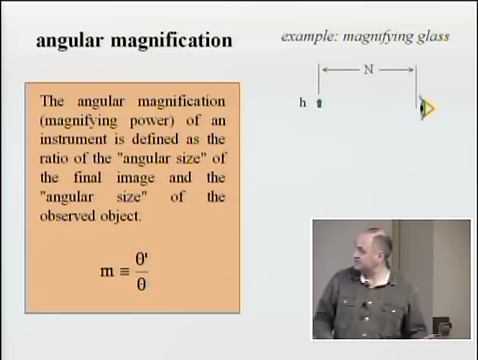 angular magnification
example: magnifying glass
N
h
The angular magnification
(magnifying power) of an
instrument is defined as the
ratio of the "angular size" of
the final image and the
"angular size" of the
observed object.
m ≡ θ'/θ